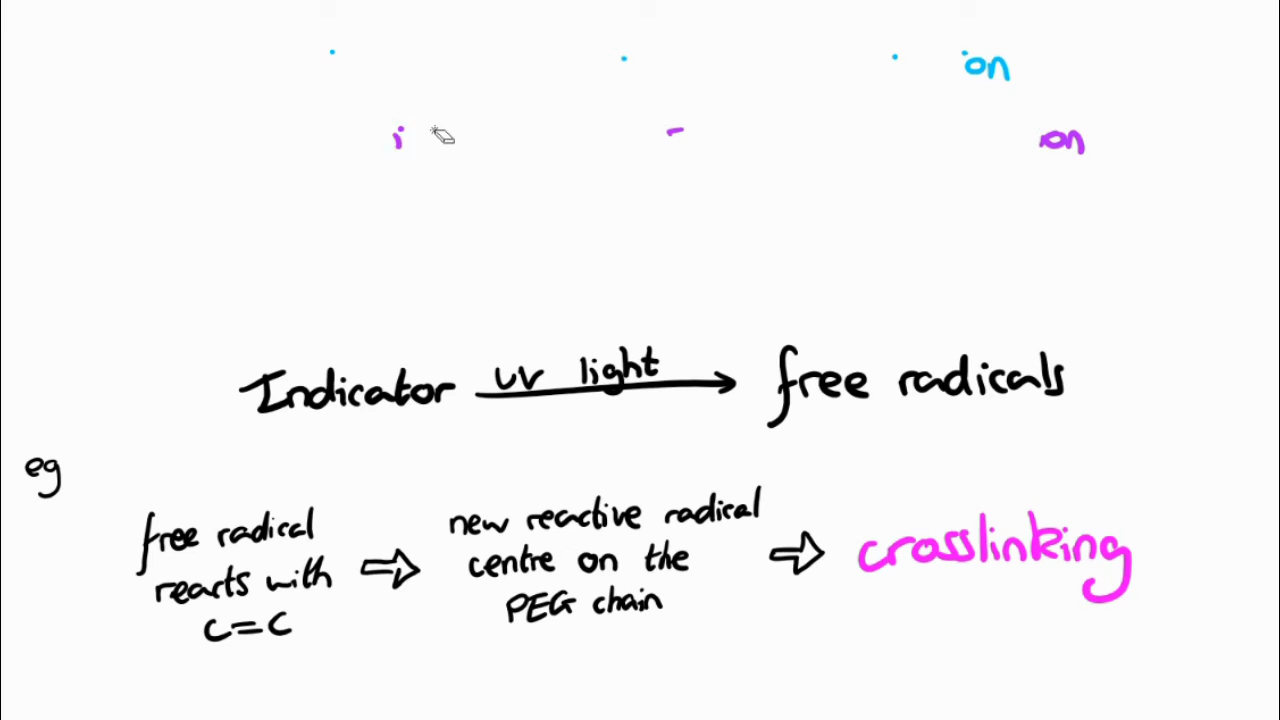 on
i - on
Indicator uv light free radicals
eg
free radical
reacts with
C=C
new reactive radical
centre on the
PEG chain
crosslinking